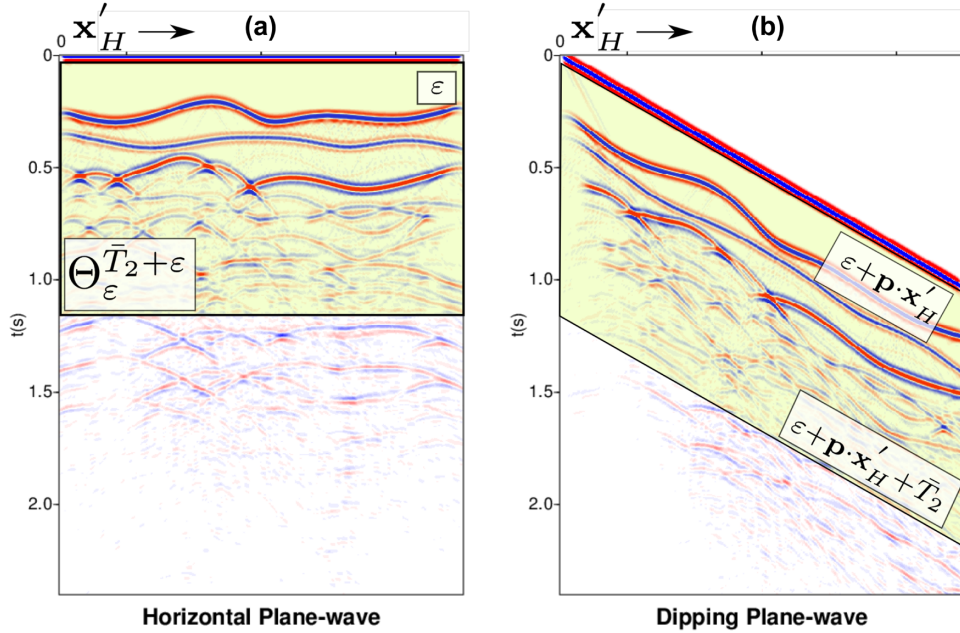 0 𝐱′_H → (a)
0
ε
0.5
Θ_ε^{T̄₂+ε}
1.0
t(s)
1.5
2.0
Horizontal Plane-wave
0 𝐱′_H → (b)
0
0.5
ε+𝐩·𝐱′_H
1.0
t(s)
1.5
ε+𝐩·𝐱′_H+T̄₂
2.0
Dipping Plane-wave